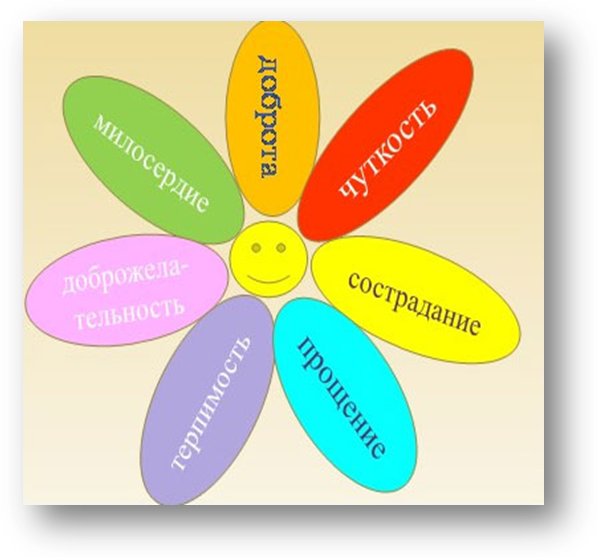 доброта
чуткость
сострадание
прощение
терпимость
доброжела-
тельность
милосердие